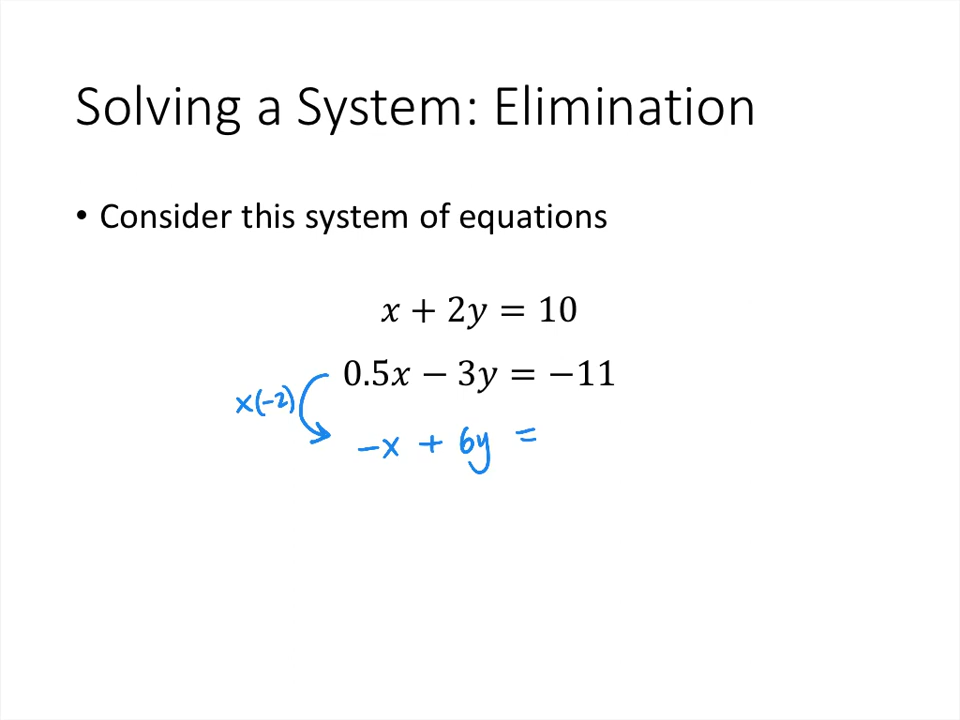 Solving a System: Elimination
• Consider this system of equations
x + 2y = 10
0.5x − 3y = −11
x(-2)
-x + 6y =